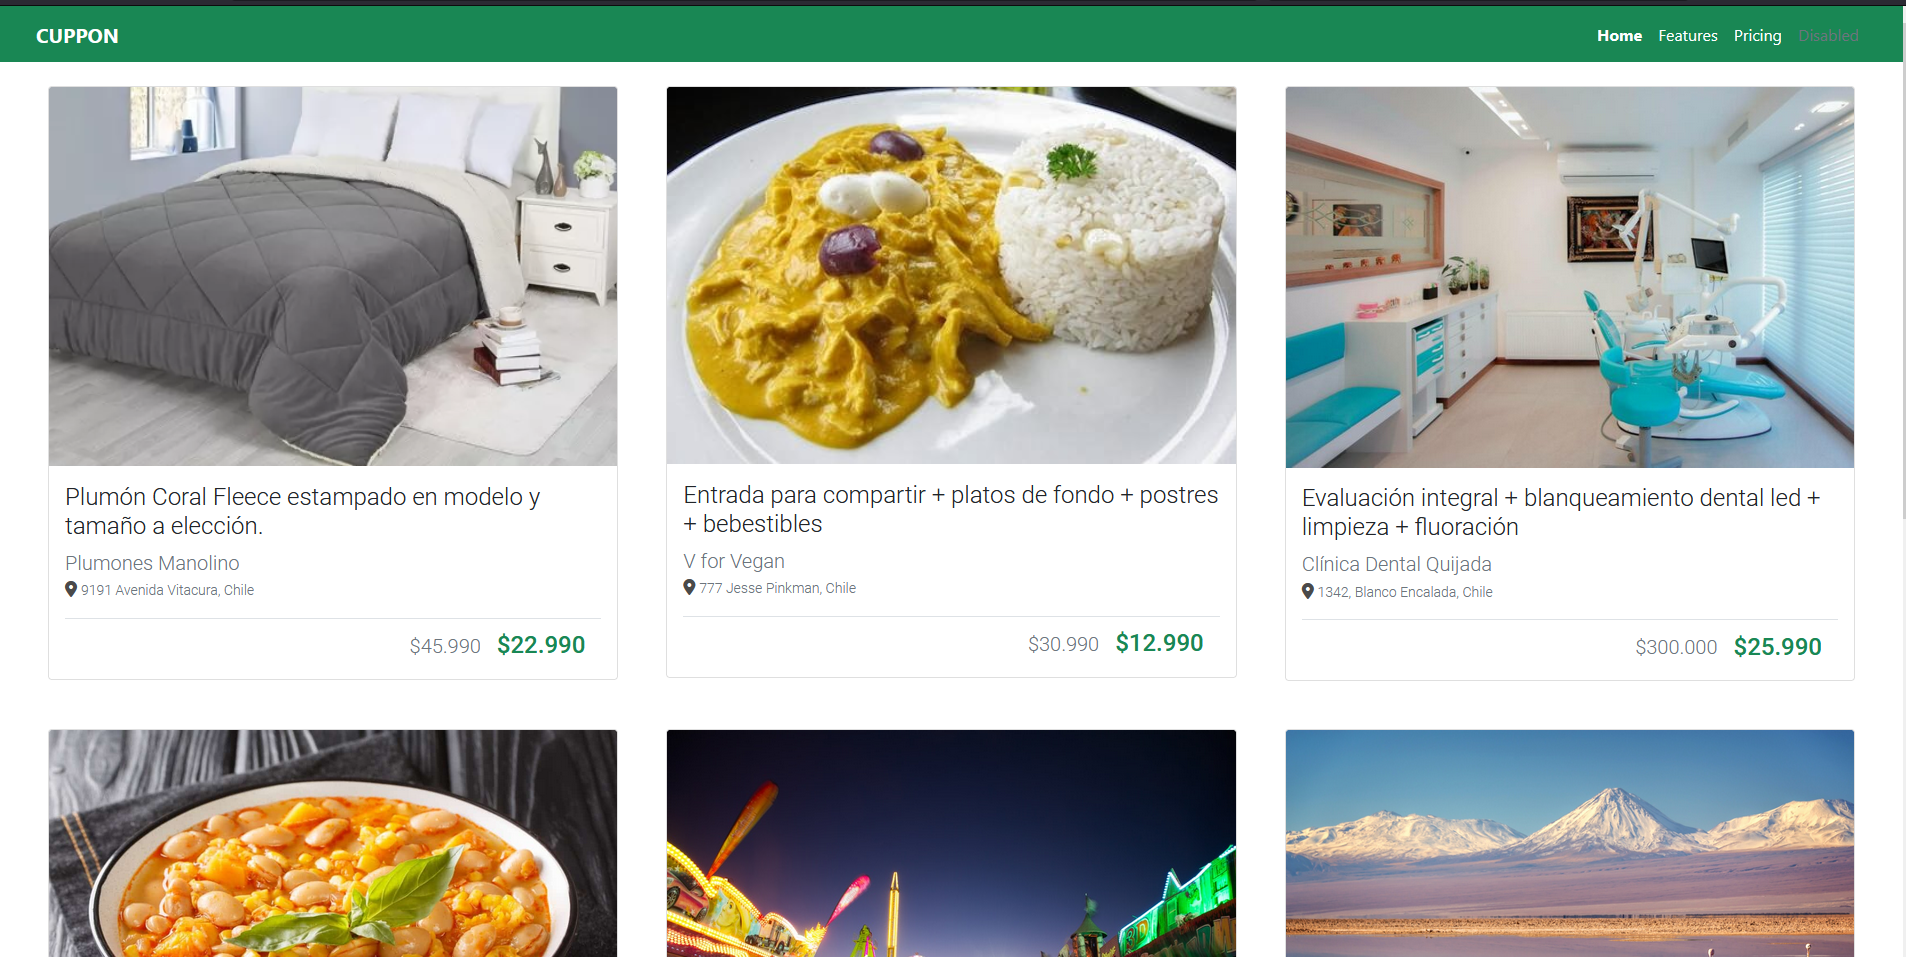 CUPPON
Home Features Pricing Disabled
Plumón Coral Fleece estampado en modelo y
tamaño a elección.
Plumones Manolino
9191 Avenida Vitacura, Chile
$45.990 $22.990
Entrada para compartir + platos de fondo + postres
+ bebestibles
V for Vegan
777 Jesse Pinkman, Chile
$30.990 $12.990
Evaluación integral + blanqueamiento dental led +
limpieza + fluoración
Clínica Dental Quijada
1342, Blanco Encalada, Chile
$300.000 $25.990